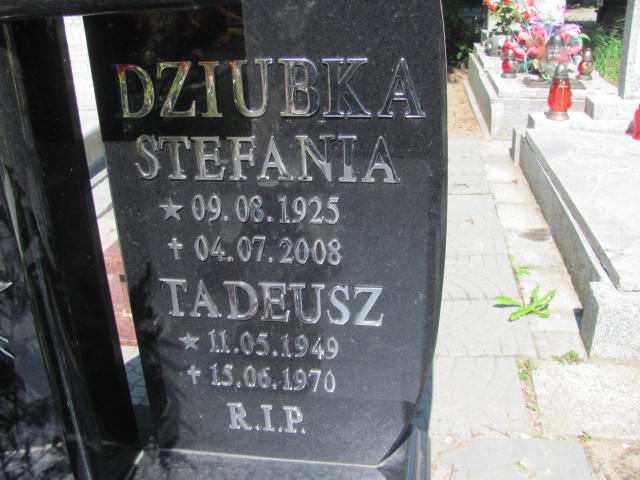 DZIUBKA
STEFANIA
★ 09.08.1925
✝ 04.07.2008
TADEUSZ
★ 11.05.1949
✝ 15.06.1970
R.I.P.